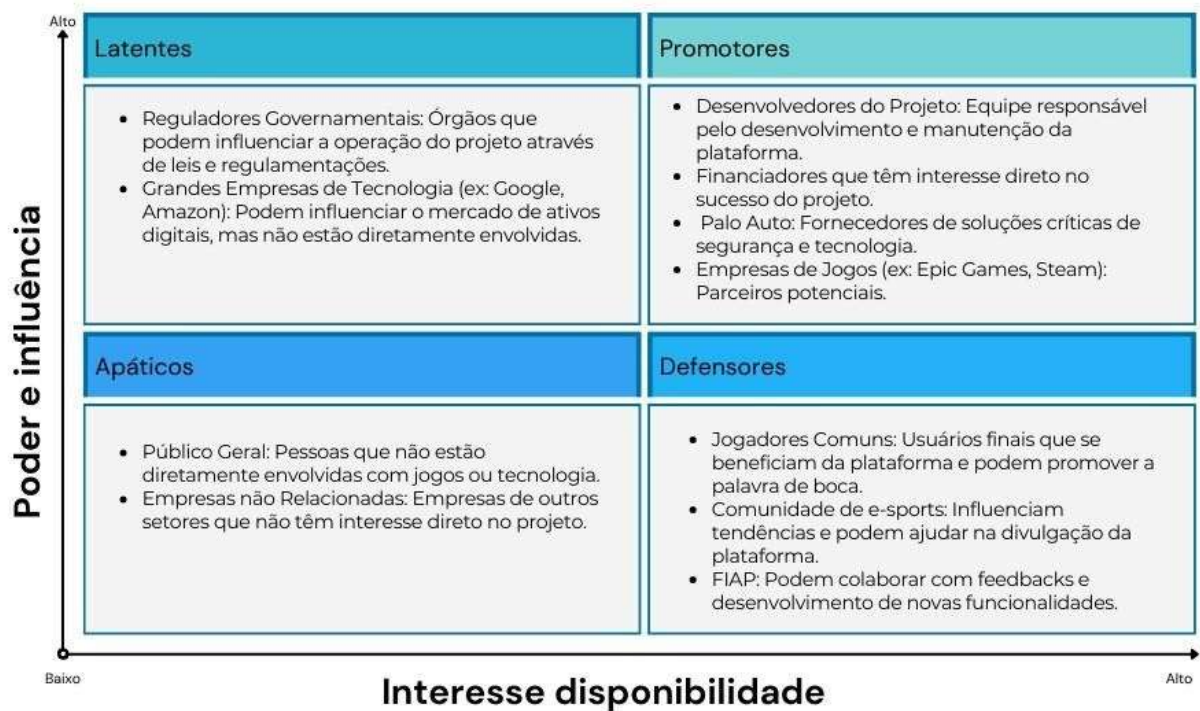 Alto
Latentes
• Reguladores Governamentais: Órgãos que
podem influenciar a operação do projeto através
de leis e regulamentações.
• Grandes Empresas de Tecnologia (ex: Google,
Amazon): Podem influenciar o mercado de ativos
digitais, mas não estão diretamente envolvidas.
Promotores
• Desenvolvedores do Projeto: Equipe responsável
pelo desenvolvimento e manutenção da
plataforma.
• Financiadores que têm interesse direto no
sucesso do projeto.
• Palo Auto: Fornecedores de soluções críticas de
segurança e tecnologia.
• Empresas de Jogos (ex: Epic Games, Steam):
Parceiros potenciais.
Poder e influência
Apáticos
• Público Geral: Pessoas que não estão
diretamente envolvidas com jogos ou tecnologia.
• Empresas não Relacionadas: Empresas de outros
setores que não têm interesse direto no projeto.
Defensores
• Jogadores Comuns: Usuários finais que se
beneficiam da plataforma e podem promover a
palavra de boca.
• Comunidade de e-sports: Influenciam
tendências e podem ajudar na divulgação da
plataforma.
• FIAP: Podem colaborar com feedbacks e
desenvolvimento de novas funcionalidades.
Baixo
Interesse disponibilidade
Alto